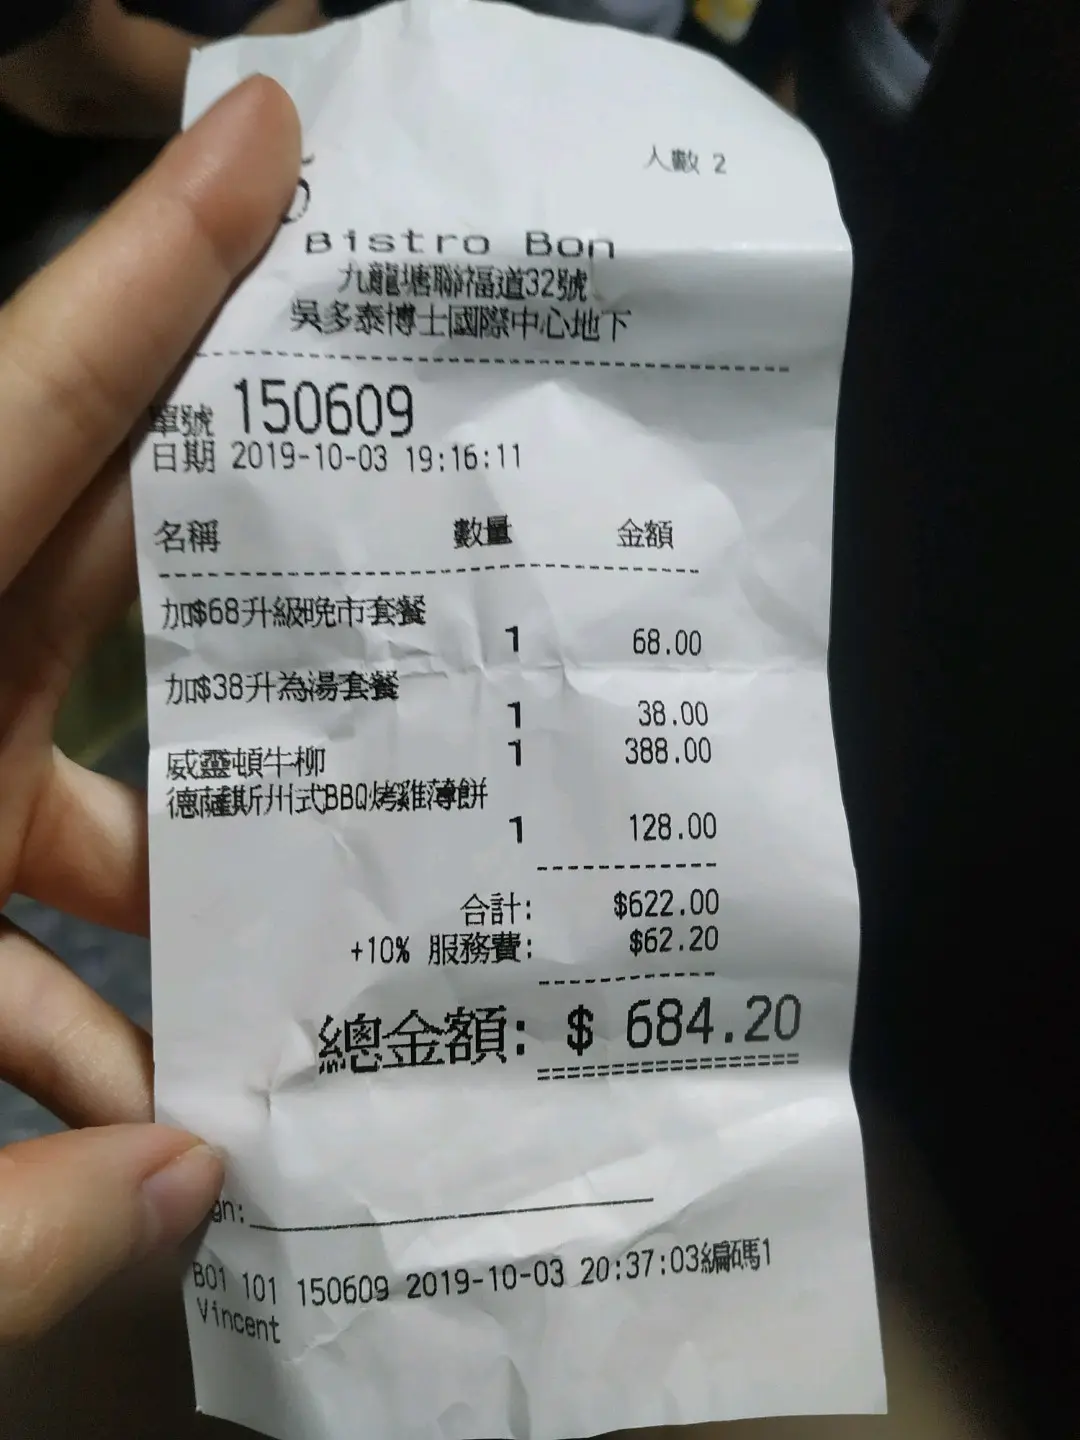 人數 2
5
Bistro Bon
九龍塘聯福道32號
吳多泰博士國際中心地下
單號 150609
日期 2019-10-03 19:16:11
名稱 數量 金額
加$68升級晚市套餐
1 68.00
加$38升為湯套餐
1 38.00
威靈頓牛柳 1 388.00
德薩斯州式BBQ烤雞薄餅
1 128.00
合計: $622.00
+10% 服務費: $62.20
總金額: $ 684.20
gn:
B01 101 150609 2019-10-03 20:37:03編碼1
Vincent